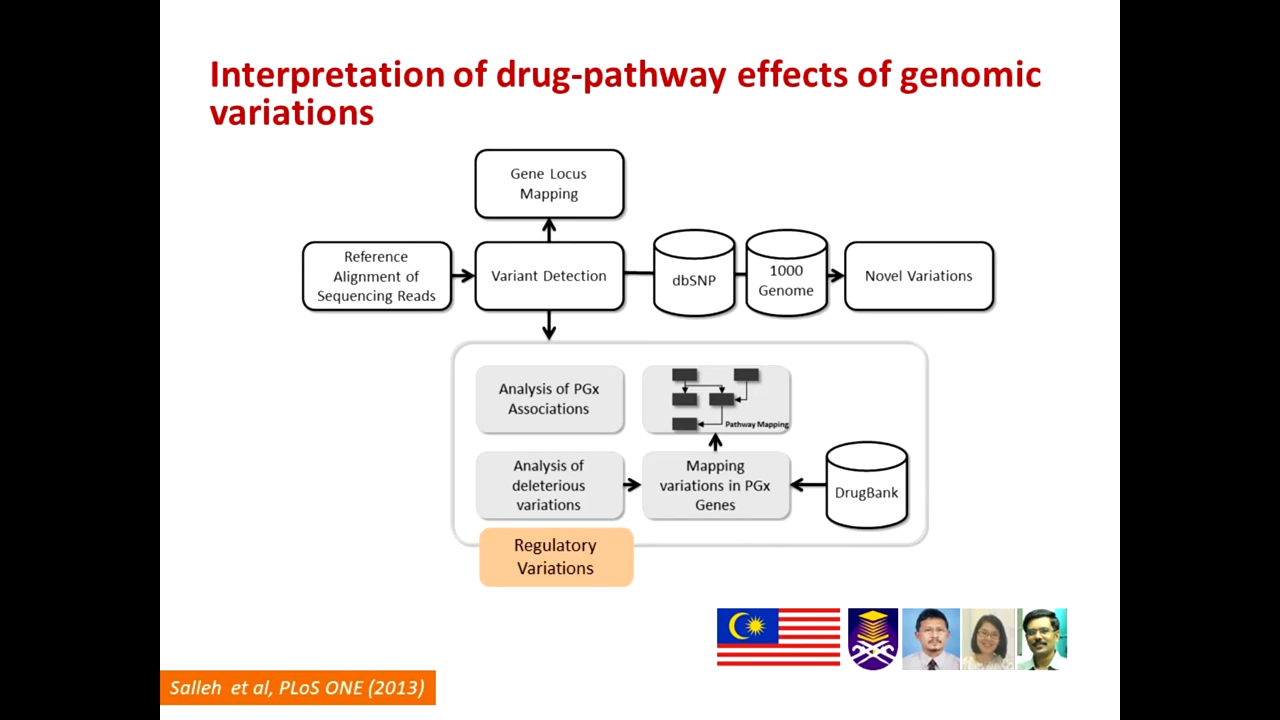 Interpretation of drug-pathway effects of genomic
variations
Gene Locus
Mapping
Reference
Alignment of
Sequencing Reads
Variant Detection
dbSNP
1000
Genome
Novel Variations
Analysis of PGx
Associations
Pathway Mapping
Analysis of
deleterious
variations
Mapping
variations in PGx
Genes
DrugBank
Regulatory
Variations
Salleh et al, PLoS ONE (2013)